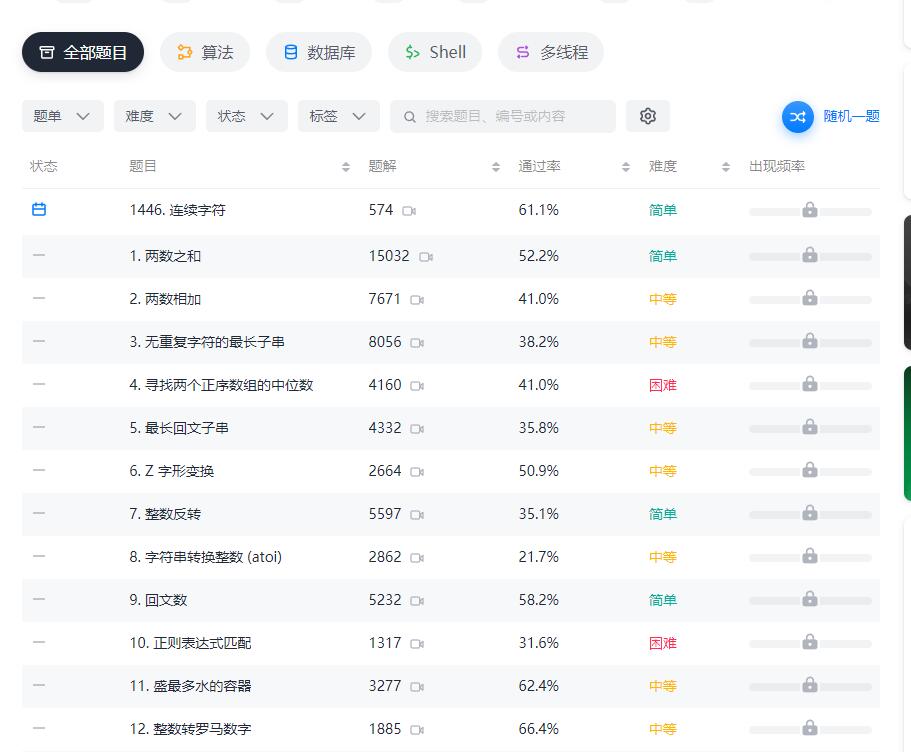 全部题目 算法 数据库 Shell 多线程
题单 难度 状态 标签 搜索题目、编号或内容 随机一题
状态 题目 题解 通过率 难度 出现频率
1446. 连续字符 574 61.1% 简单
1. 两数之和 15032 52.2% 简单
2. 两数相加 7671 41.0% 中等
3. 无重复字符的最长子串 8056 38.2% 中等
4. 寻找两个正序数组的中位数 4160 41.0% 困难
5. 最长回文子串 4332 35.8% 中等
6. Z 字形变换 2664 50.9% 中等
7. 整数反转 5597 35.1% 简单
8. 字符串转换整数 (atoi) 2862 21.7% 中等
9. 回文数 5232 58.2% 简单
10. 正则表达式匹配 1317 31.6% 困难
11. 盛最多水的容器 3277 62.4% 中等
12. 整数转罗马数字 1885 66.4% 中等